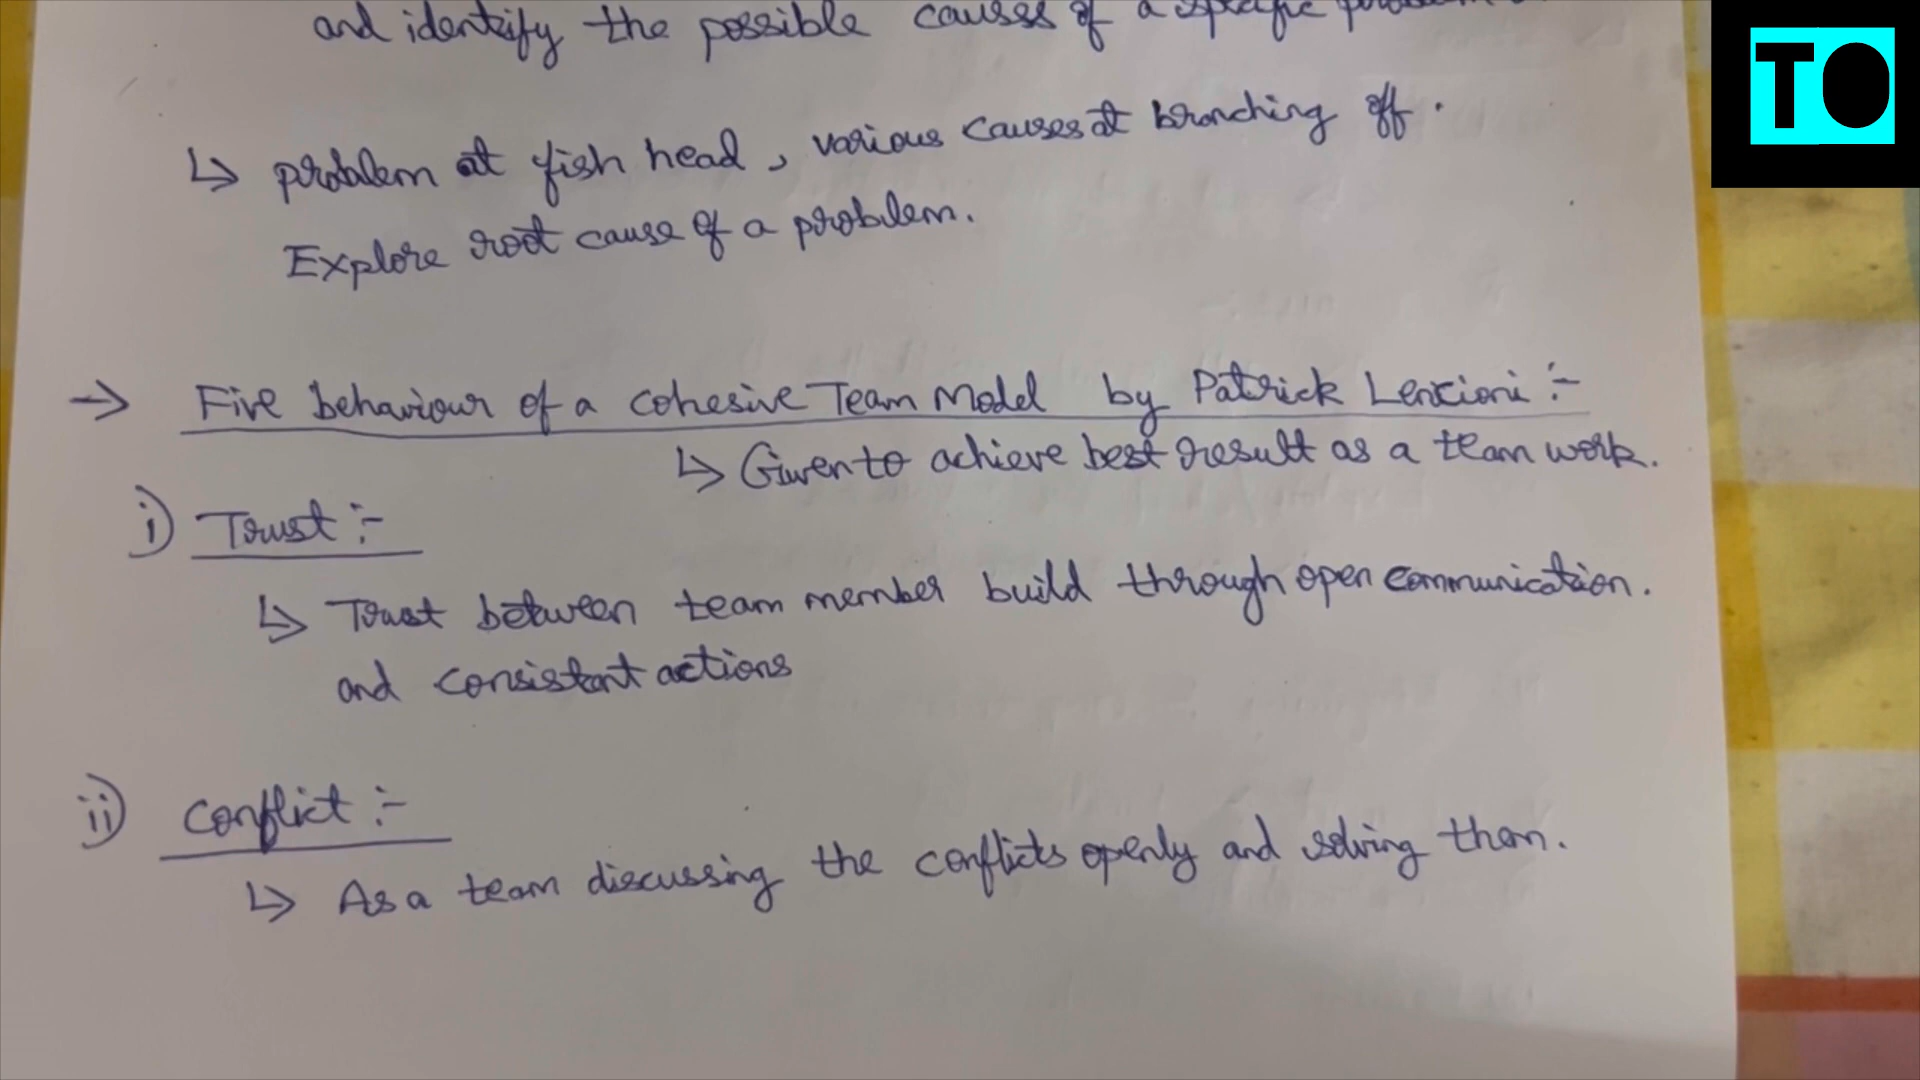 and identify the possible causes of a specific
TO
↳ problem at fish head, various causes at branching off.
Explore root cause of a problem.
→ Five behaviour of a cohesive Team Model by Patrick Lencioni :-
↳ Given to achieve best result as a team work.
i) Trust :-
↳ Trust between team member build through open communication.
and consistant actions
ii) conflict :-
↳ As a team discussing the conflicts openly and solving them.